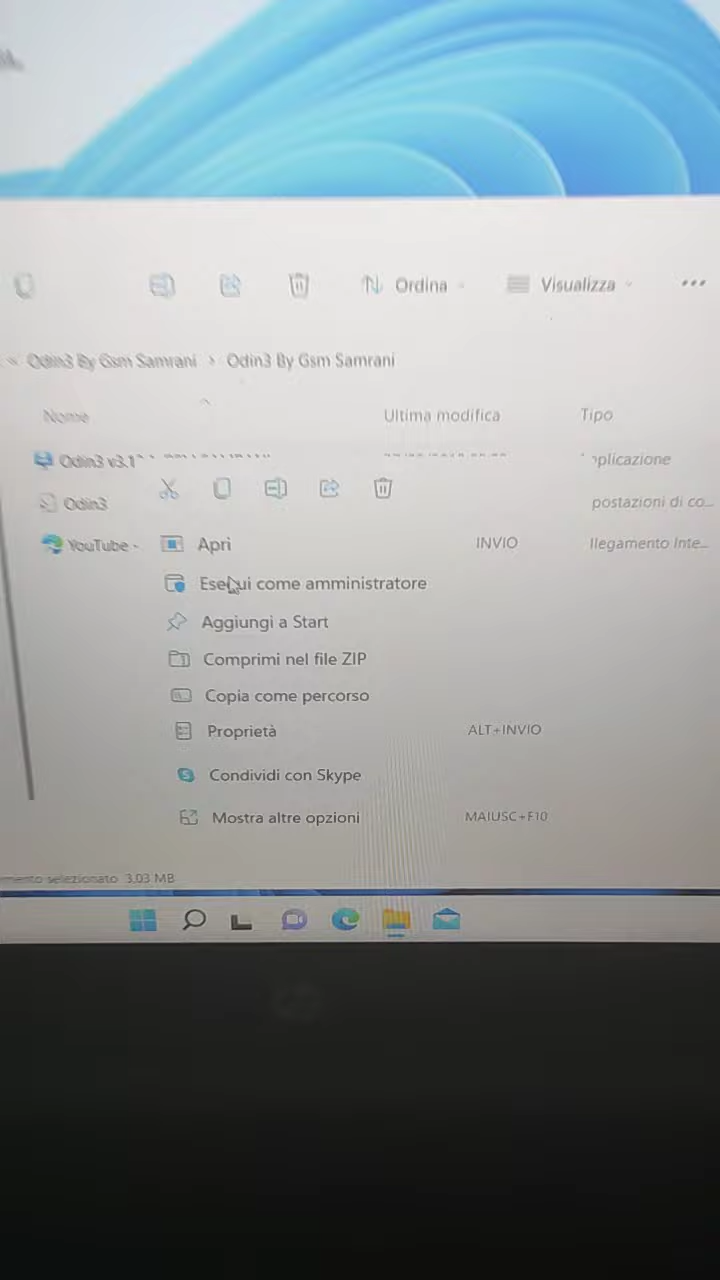 Ordina
Visualizza
Odin3 By Gsm Samrani > Odin3 By Gsm Samrani
Nome
Ultima modifica
Tipo
Odin3 v3.1
Odin3
postazioni di co...
YouTube -
llegamento Inte...
Apri
INVIO
Esegui come amministratore
Aggiungi a Start
Comprimi nel file ZIP
Copia come percorso
Proprietà
ALT+INVIO
Condividi con Skype
Mostra altre opzioni
MAIUSC+F10
mento selezionato 3.03 MB